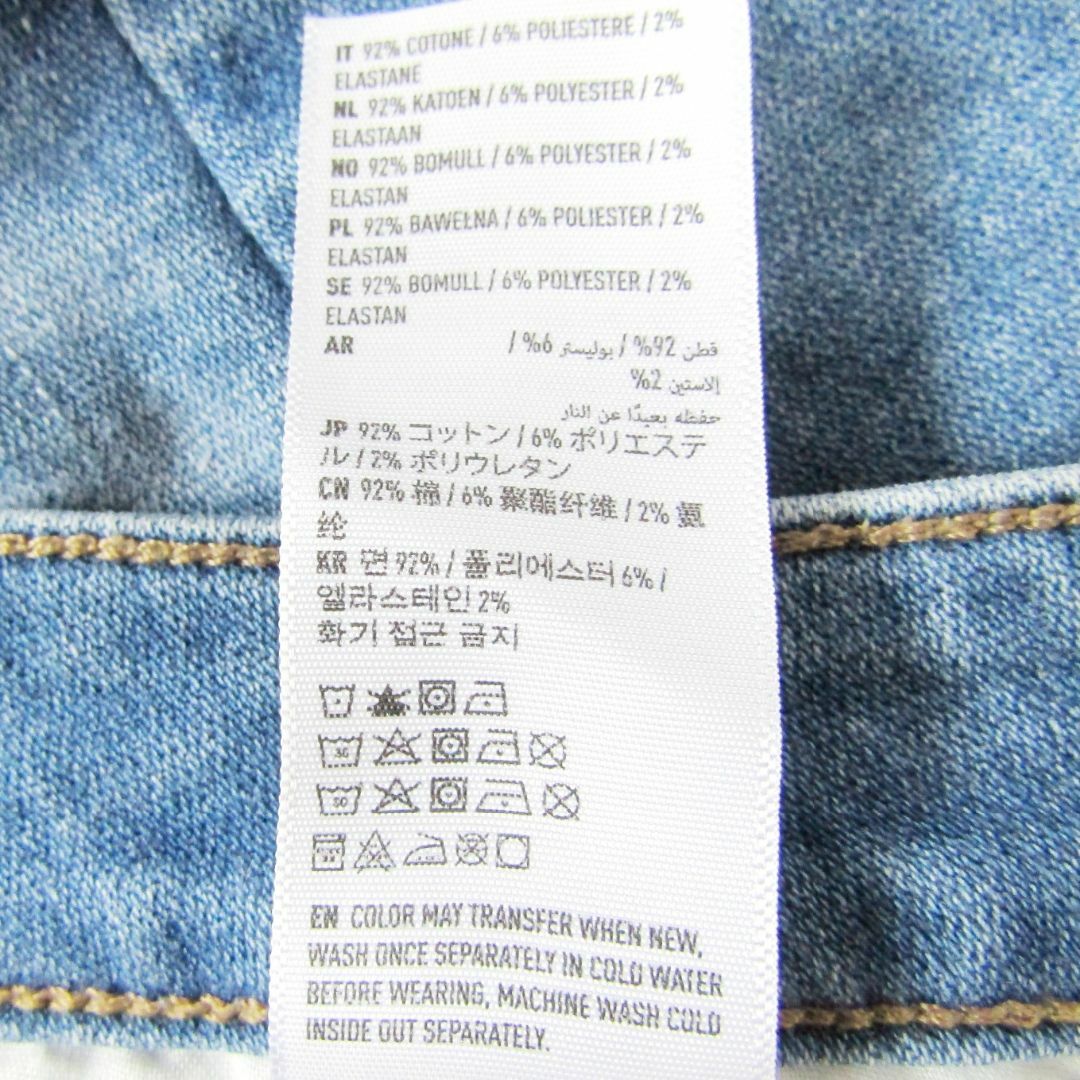 IT 92% COTONE / 6% POLIESTERE / 2%
ELASTANE
NL 92% KATOEN / 6% POLYESTER / 2%
ELASTAAN
NO 92% BOMULL / 6% POLYESTER / 2%
ELASTAN
PL 92% BAWEŁNA / 6% POLIESTER / 2%
ELASTAN
SE 92% BOMULL / 6% POLYESTER / 2%
ELASTAN
AR قطن 92% / بوليستر 6% /
إلاستين 2%
حفظه بعيدًا عن النار
JP 92% コットン / 6% ポリエステ
ル / 2% ポリウレタン
CN 92% 棉 / 6% 聚酯纤维 / 2% 氨
纶
KR 면 92% / 폴리에스터 6% /
엘라스테인 2%
화기 접근 금지
30
30
EN COLOR MAY TRANSFER WHEN NEW,
WASH ONCE SEPARATELY IN COLD WATER
BEFORE WEARING, MACHINE WASH COLD
INSIDE OUT SEPARATELY.